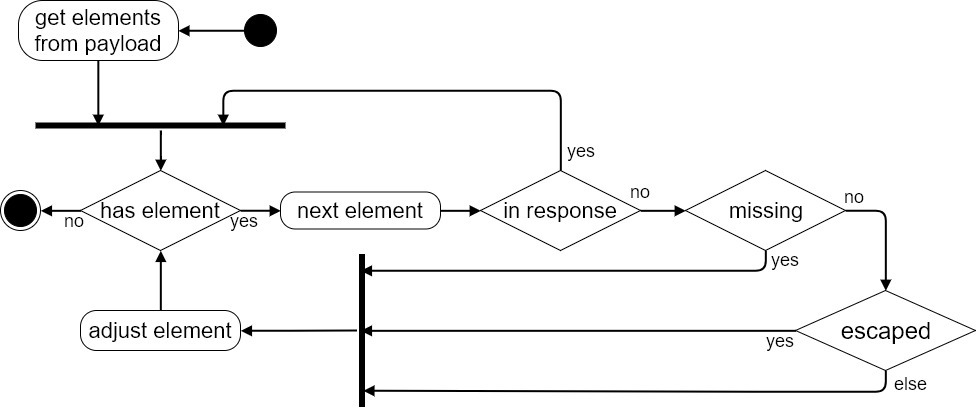 get elements
from payload
yes
has element
no
yes
next element
in response
no
missing
no
yes
adjust element
escaped
yes
else